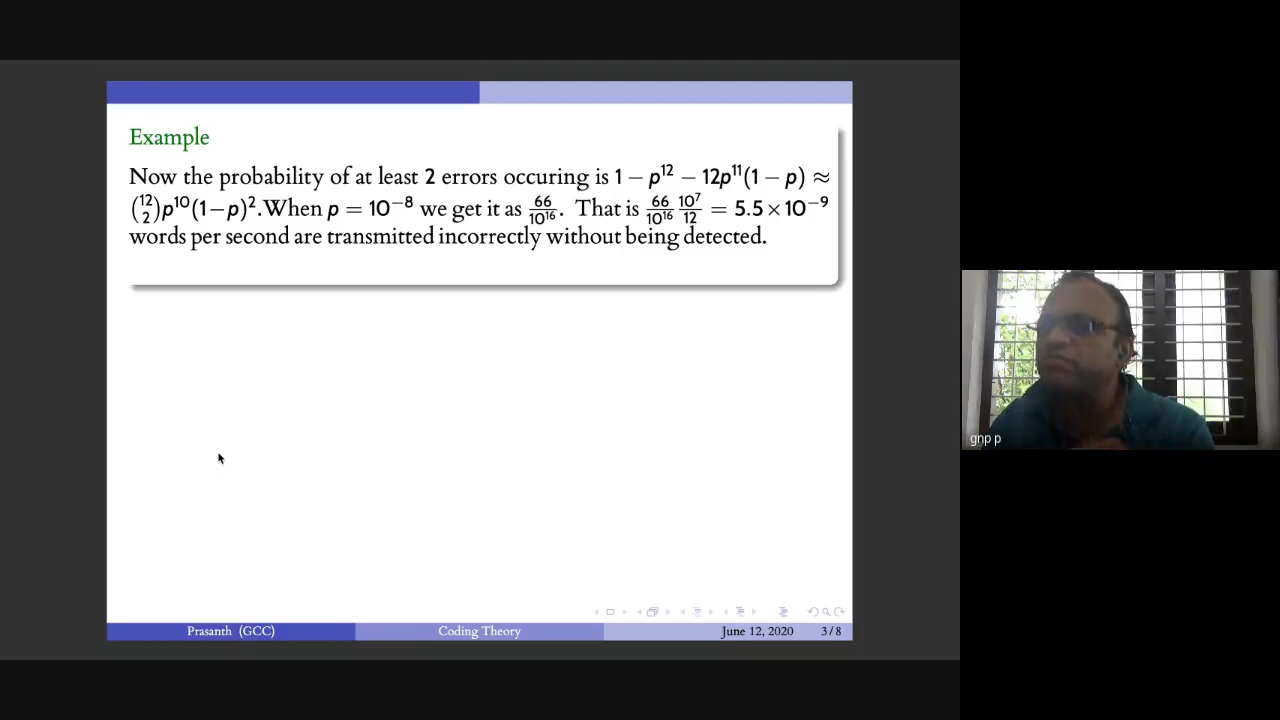 Example
Now the probability of at least 2 errors occuring is 1 − p¹² − 12p¹¹(1 − p) ≈
(12 2)p¹⁰(1−p)².When p = 10⁻⁸ we get it as 66/10¹⁶. That is 66/10¹⁶ 10⁷/12 = 5.5 × 10⁻⁹
words per second are transmitted incorrectly without being detected.
gnp p
Prasanth (GCC) Coding Theory June 12, 2020 3 / 8